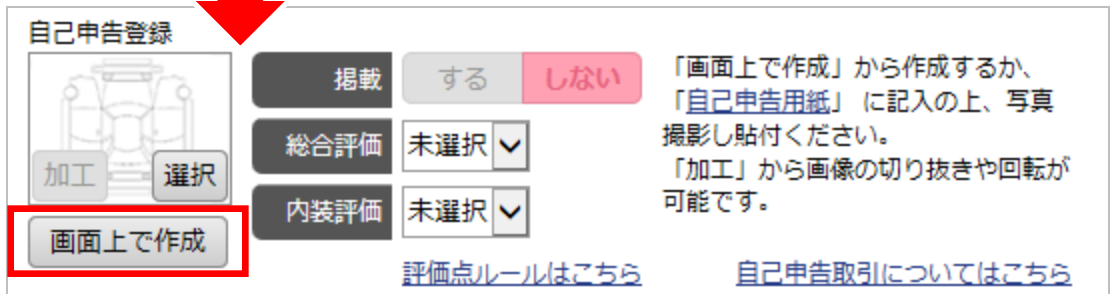 自己申告登録
加工
選択
画面上で作成
掲載
する
しない
総合評価
未選択
内装評価
未選択
「画面上で作成」から作成するか、
「自己申告用紙」 に記入の上、写真
撮影し貼付ください。
「加工」から画像の切り抜きや回転が
可能です。
評価点ルールはこちら
自己申告取引についてはこちら